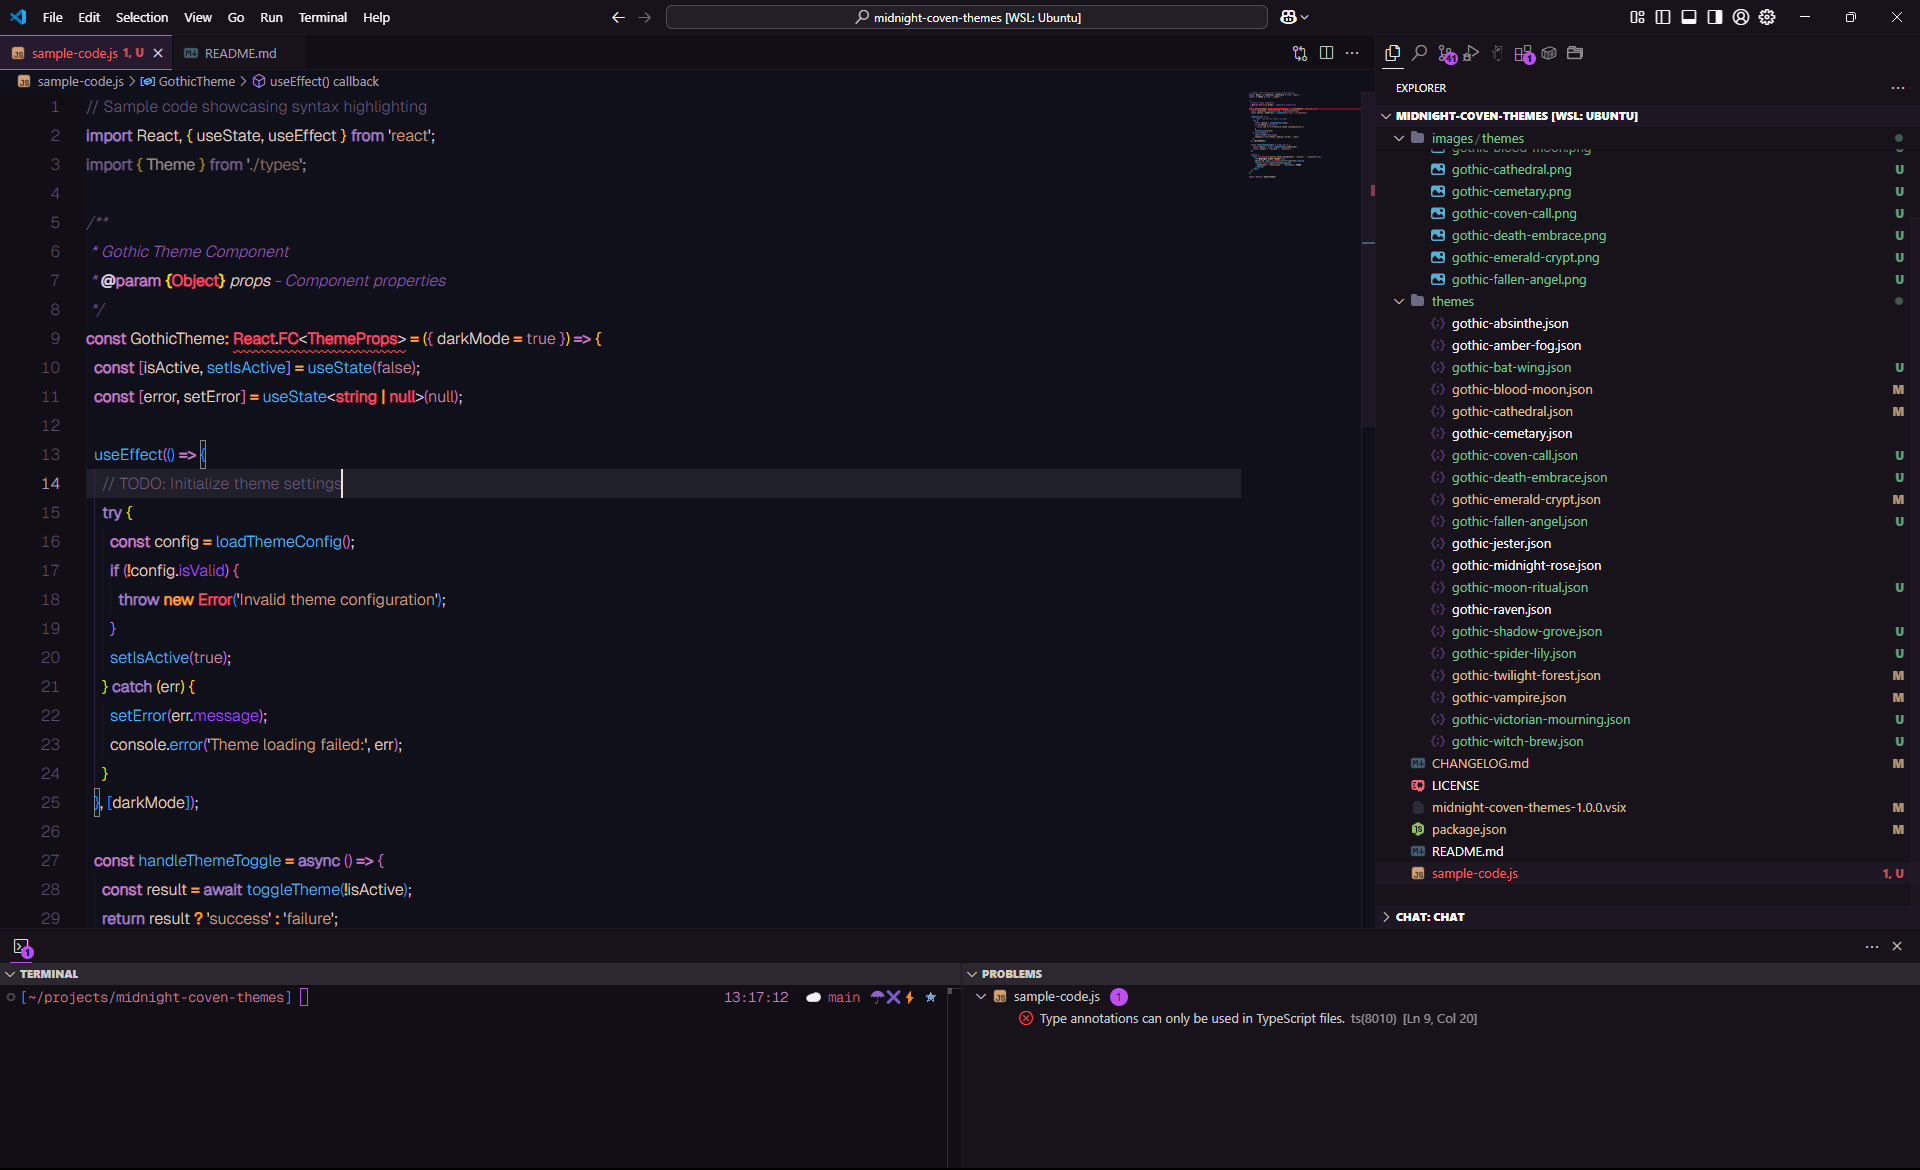 File Edit Selection View Go Run Terminal Help
midnight-coven-themes [WSL: Ubuntu]
sample-code.js 1, U
README.md
sample-code.js > GothicTheme > useEffect() callback
1 // Sample code showcasing syntax highlighting
2 import React, { useState, useEffect } from 'react';
3 import { Theme } from './types';
4
5 /**
6 * Gothic Theme Component
7 * @param {Object} props - Component properties
8 */
9 const GothicTheme: React.FC<ThemeProps> = ({ darkMode = true }) => {
10 const [isActive, setIsActive] = useState(false);
11 const [error, setError] = useState<string | null>(null);
12
13 useEffect(() => {
14 // TODO: Initialize theme settings
15 try {
16 const config = loadThemeConfig();
17 if (!config.isValid) {
18 throw new Error('Invalid theme configuration');
19 }
20 setIsActive(true);
21 } catch (err) {
22 setError(err.message);
23 console.error('Theme loading failed:', err);
24 }
25 }, [darkMode]);
26
27 const handleThemeToggle = async () => {
28 const result = await toggleTheme(!isActive);
29 return result ? 'success' : 'failure';
41
1
EXPLORER
MIDNIGHT-COVEN-THEMES [WSL: UBUNTU]
images / themes
gothic-blood-moon.png U
gothic-cathedral.png U
gothic-cemetary.png U
gothic-coven-call.png U
gothic-death-embrace.png U
gothic-emerald-crypt.png U
gothic-fallen-angel.png U
themes
gothic-absinthe.json
gothic-amber-fog.json
gothic-bat-wing.json U
gothic-blood-moon.json M
gothic-cathedral.json M
gothic-cemetary.json
gothic-coven-call.json U
gothic-death-embrace.json U
gothic-emerald-crypt.json M
gothic-fallen-angel.json U
gothic-jester.json
gothic-midnight-rose.json
gothic-moon-ritual.json U
gothic-raven.json
gothic-shadow-grove.json U
gothic-spider-lily.json U
gothic-twilight-forest.json M
gothic-vampire.json M
gothic-victorian-mourning.json U
gothic-witch-brew.json U
CHANGELOG.md M
LICENSE
midnight-coven-themes-1.0.0.vsix M
package.json M
README.md
sample-code.js 1, U
CHAT: CHAT
1
TERMINAL
[~/projects/midnight-coven-themes]
13:17:12 main
PROBLEMS
sample-code.js 1
Type annotations can only be used in TypeScript files. ts(8010) [Ln 9, Col 20]